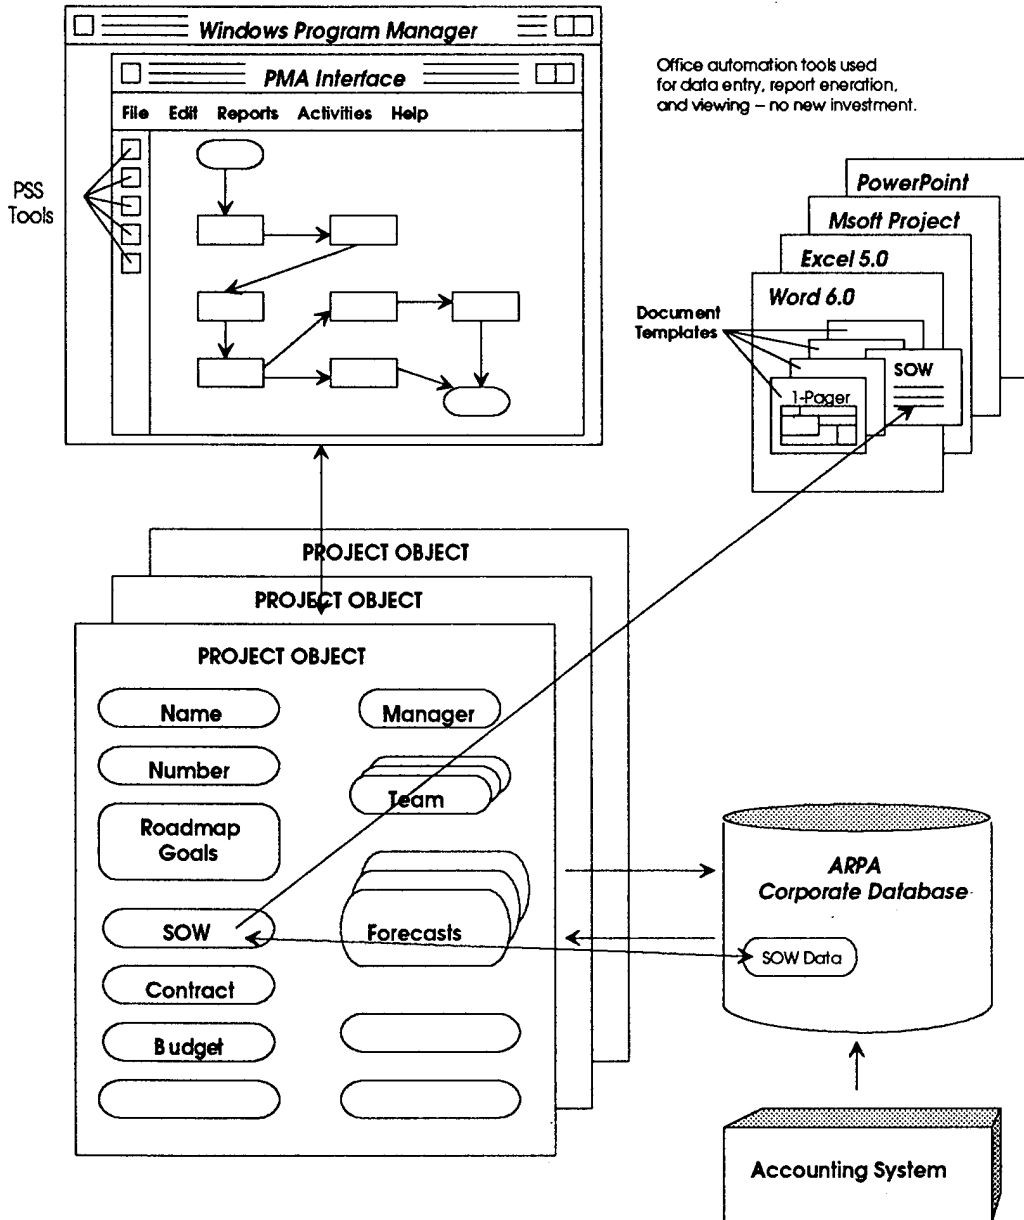 Windows Program Manager
PMA Interface
File Edit Reports Activities Help
PSS
Tools
Office automation tools used
for data entry, report eneration,
and viewing – no new investment.
PowerPoint
Msoft Project
Excel 5.0
Word 6.0
Document
Templates
SOW
1-Pager
PROJECT OBJECT
PROJECT OBJECT
PROJECT OBJECT
Name
Manager
Number
Team
Roadmap
Goals
SOW
Forecasts
Contract
Budget
ARPA
Corporate Database
SOW Data
Accounting System